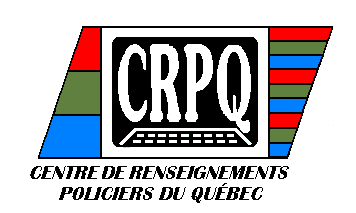 CRPQ
CENTRE DE RENSEIGNEMENTS
POLICIERS DU QUÉBEC